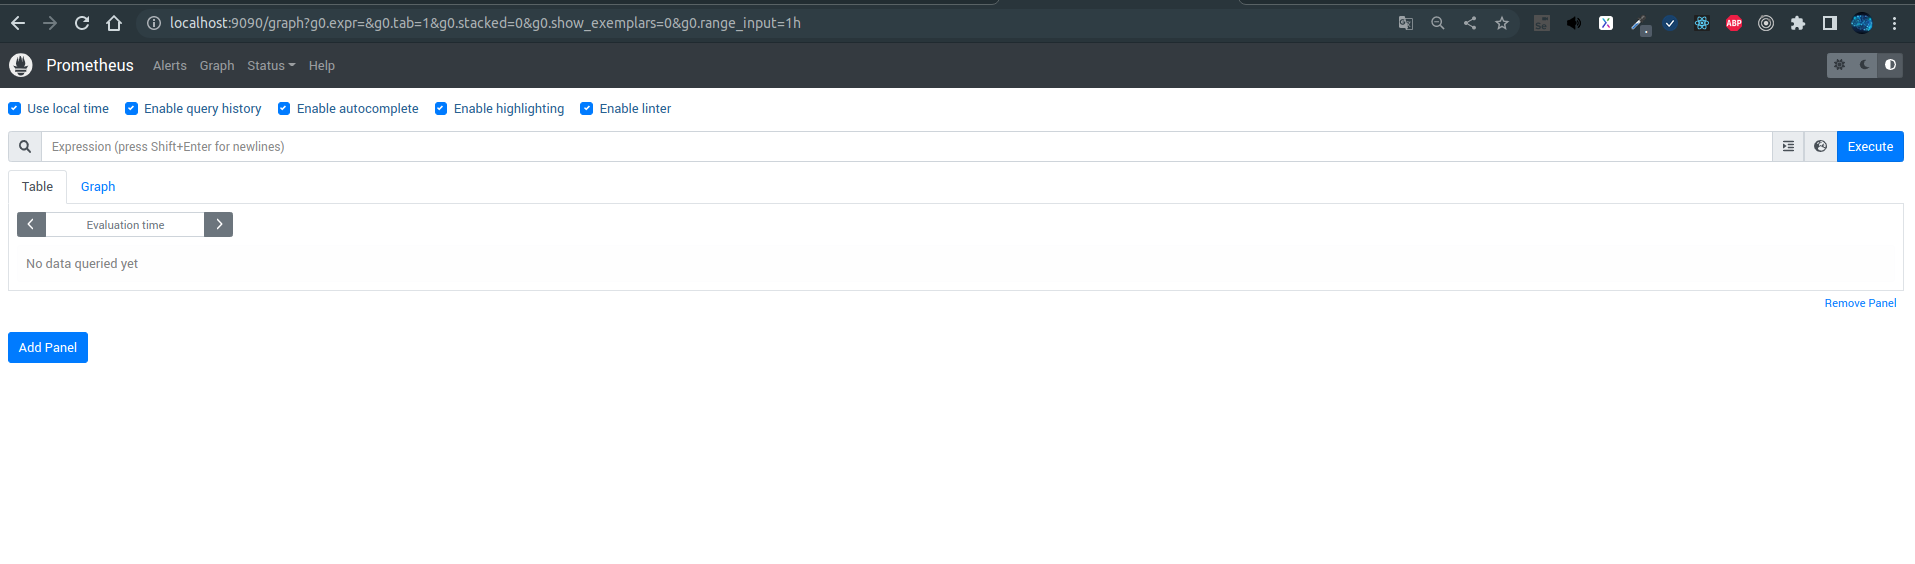 localhost:9090/graph?g0.expr=&g0.tab=1&g0.stacked=0&g0.show_exemplars=0&g0.range_input=1h
ABP
Prometheus Alerts Graph Status Help
Use local time Enable query history Enable autocomplete Enable highlighting Enable linter
Expression (press Shift+Enter for newlines) Execute
Table Graph
Evaluation time
No data queried yet
Remove Panel
Add Panel